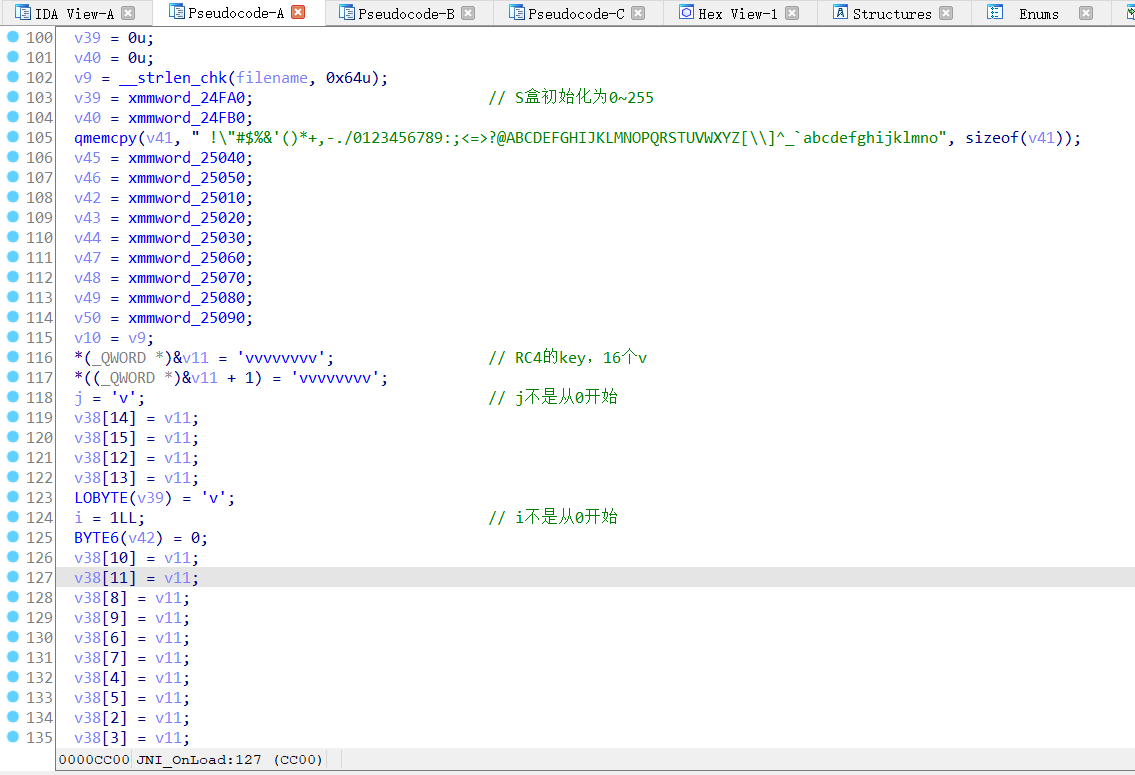 IDA View-A Pseudocode-A Pseudocode-B Pseudocode-C Hex View-1 Structures Enums
100 v39 = 0u;
101 v40 = 0u;
102 v9 = __strlen_chk(filename, 0x64u);
103 v39 = xmmword_24FA0; // S盒初始化为0~255
104 v40 = xmmword_24FB0;
105 qmemcpy(v41, " !\"#$%&'()*+,-./0123456789:;<=>?@ABCDEFGHIJKLMNOPQRSTUVWXYZ[\\]^_`abcdefghijklmno", sizeof(v41));
106 v45 = xmmword_25040;
107 v46 = xmmword_25050;
108 v42 = xmmword_25010;
109 v43 = xmmword_25020;
110 v44 = xmmword_25030;
111 v47 = xmmword_25060;
112 v48 = xmmword_25070;
113 v49 = xmmword_25080;
114 v50 = xmmword_25090;
115 v10 = v9;
116 *(_QWORD *)&v11 = 'vvvvvvvv'; // RC4的key，16个v
117 *((_QWORD *)&v11 + 1) = 'vvvvvvvv';
118 j = 'v'; // j不是从0开始
119 v38[14] = v11;
120 v38[15] = v11;
121 v38[12] = v11;
122 v38[13] = v11;
123 LOBYTE(v39) = 'v';
124 i = 1LL; // i不是从0开始
125 BYTE6(v42) = 0;
126 v38[10] = v11;
127 v38[11] = v11;
128 v38[8] = v11;
129 v38[9] = v11;
130 v38[6] = v11;
131 v38[7] = v11;
132 v38[4] = v11;
133 v38[5] = v11;
134 v38[2] = v11;
135 v38[3] = v11;
0000CC00 JNI_OnLoad:127 (CC00)